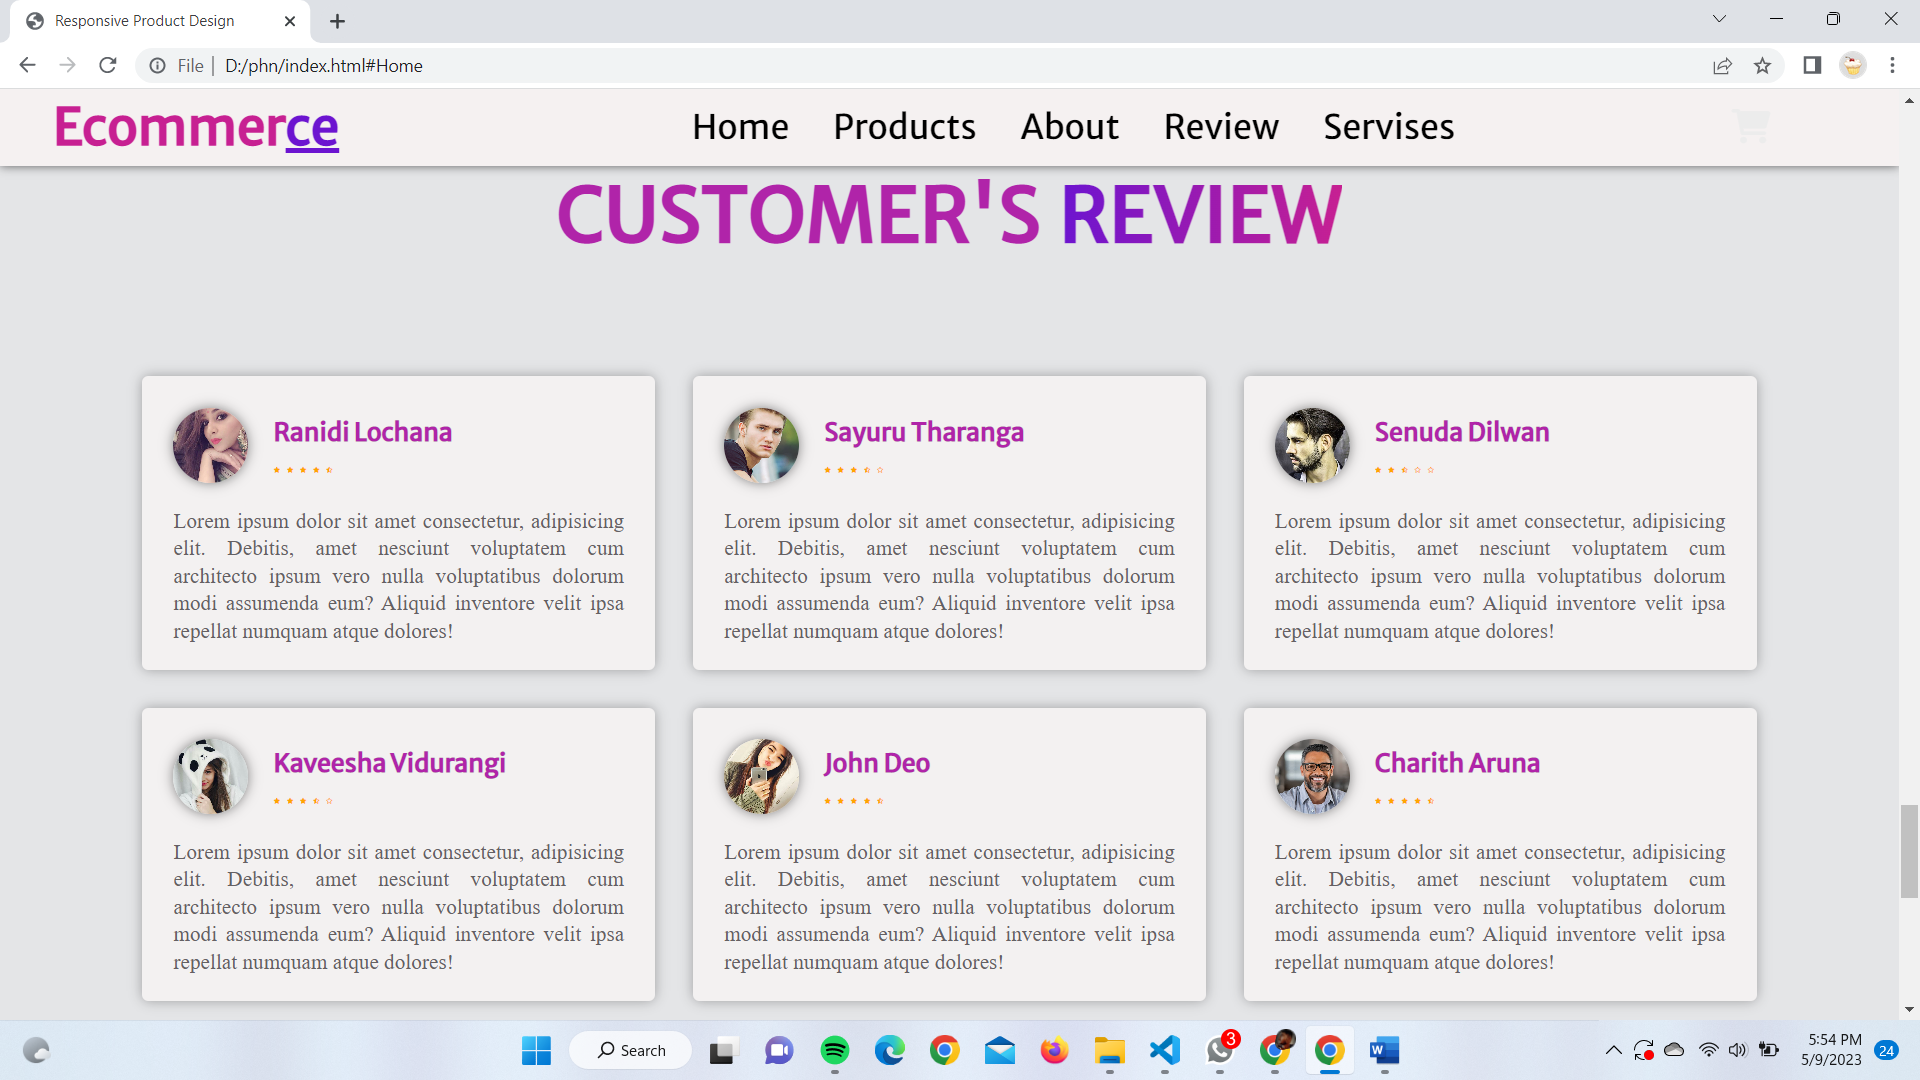 Responsive Product Design
File | D:/phn/index.html#Home
Ecommerce
Home Products About Review Servises
CUSTOMER'S REVIEW
Ranidi Lochana
Lorem ipsum dolor sit amet consectetur, adipisicing
elit. Debitis, amet nesciunt voluptatem cum
architecto ipsum vero nulla voluptatibus dolorum
modi assumenda eum? Aliquid inventore velit ipsa
repellat numquam atque dolores!
Sayuru Tharanga
Lorem ipsum dolor sit amet consectetur, adipisicing
elit. Debitis, amet nesciunt voluptatem cum
architecto ipsum vero nulla voluptatibus dolorum
modi assumenda eum? Aliquid inventore velit ipsa
repellat numquam atque dolores!
Senuda Dilwan
Lorem ipsum dolor sit amet consectetur, adipisicing
elit. Debitis, amet nesciunt voluptatem cum
architecto ipsum vero nulla voluptatibus dolorum
modi assumenda eum? Aliquid inventore velit ipsa
repellat numquam atque dolores!
Kaveesha Vidurangi
Lorem ipsum dolor sit amet consectetur, adipisicing
elit. Debitis, amet nesciunt voluptatem cum
architecto ipsum vero nulla voluptatibus dolorum
modi assumenda eum? Aliquid inventore velit ipsa
repellat numquam atque dolores!
John Deo
Lorem ipsum dolor sit amet consectetur, adipisicing
elit. Debitis, amet nesciunt voluptatem cum
architecto ipsum vero nulla voluptatibus dolorum
modi assumenda eum? Aliquid inventore velit ipsa
repellat numquam atque dolores!
Charith Aruna
Lorem ipsum dolor sit amet consectetur, adipisicing
elit. Debitis, amet nesciunt voluptatem cum
architecto ipsum vero nulla voluptatibus dolorum
modi assumenda eum? Aliquid inventore velit ipsa
repellat numquam atque dolores!
Search
3
W
5:54 PM
5/9/2023
24